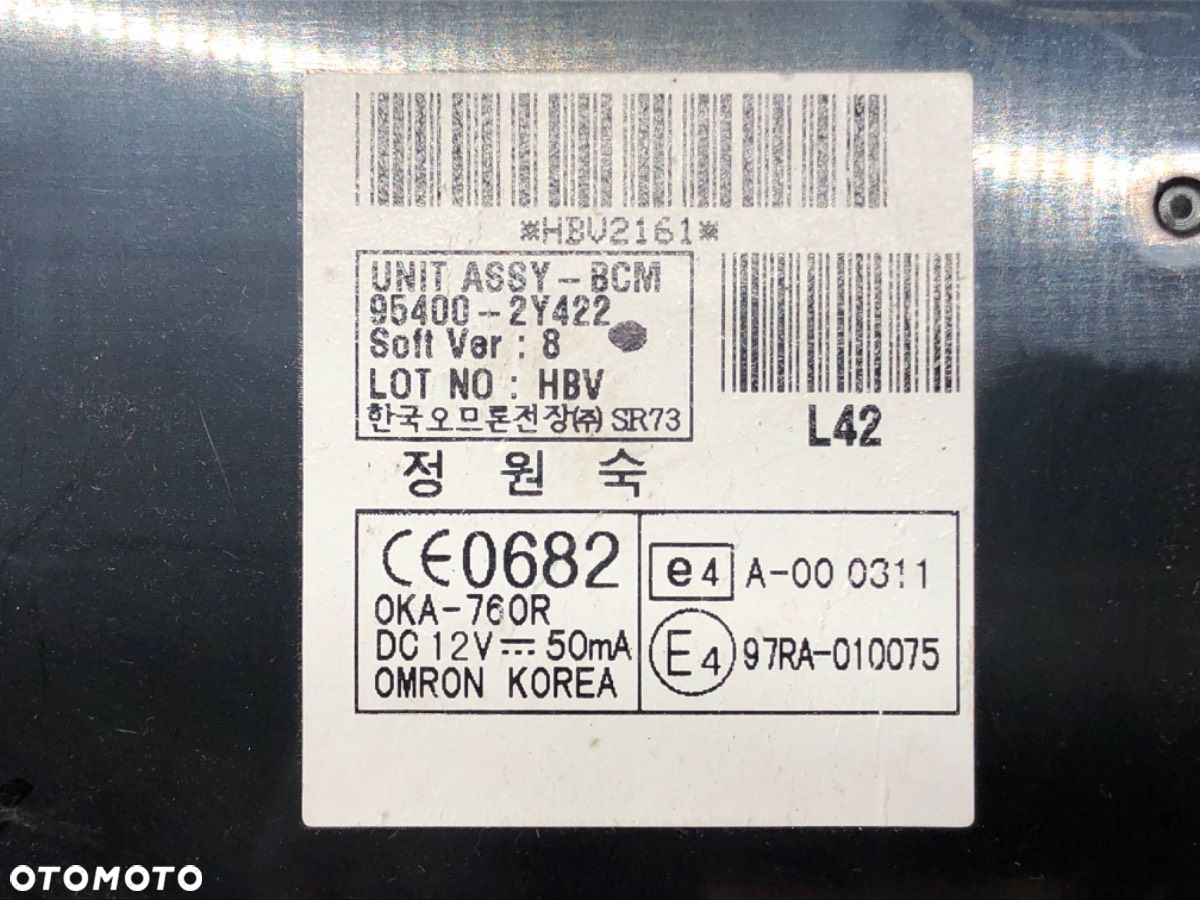 *HBV2161*
UNIT ASSY-BCM
95400-2Y422
Soft Ver : 8
LOT NO : HBV
한국오므론전장(주) SR73
L42
정 원 숙
CE0682
OKA-760R
DC 12V 50mA
OMRON KOREA
e4 A-00 0311
E4 97RA-010075
OTOMOTO